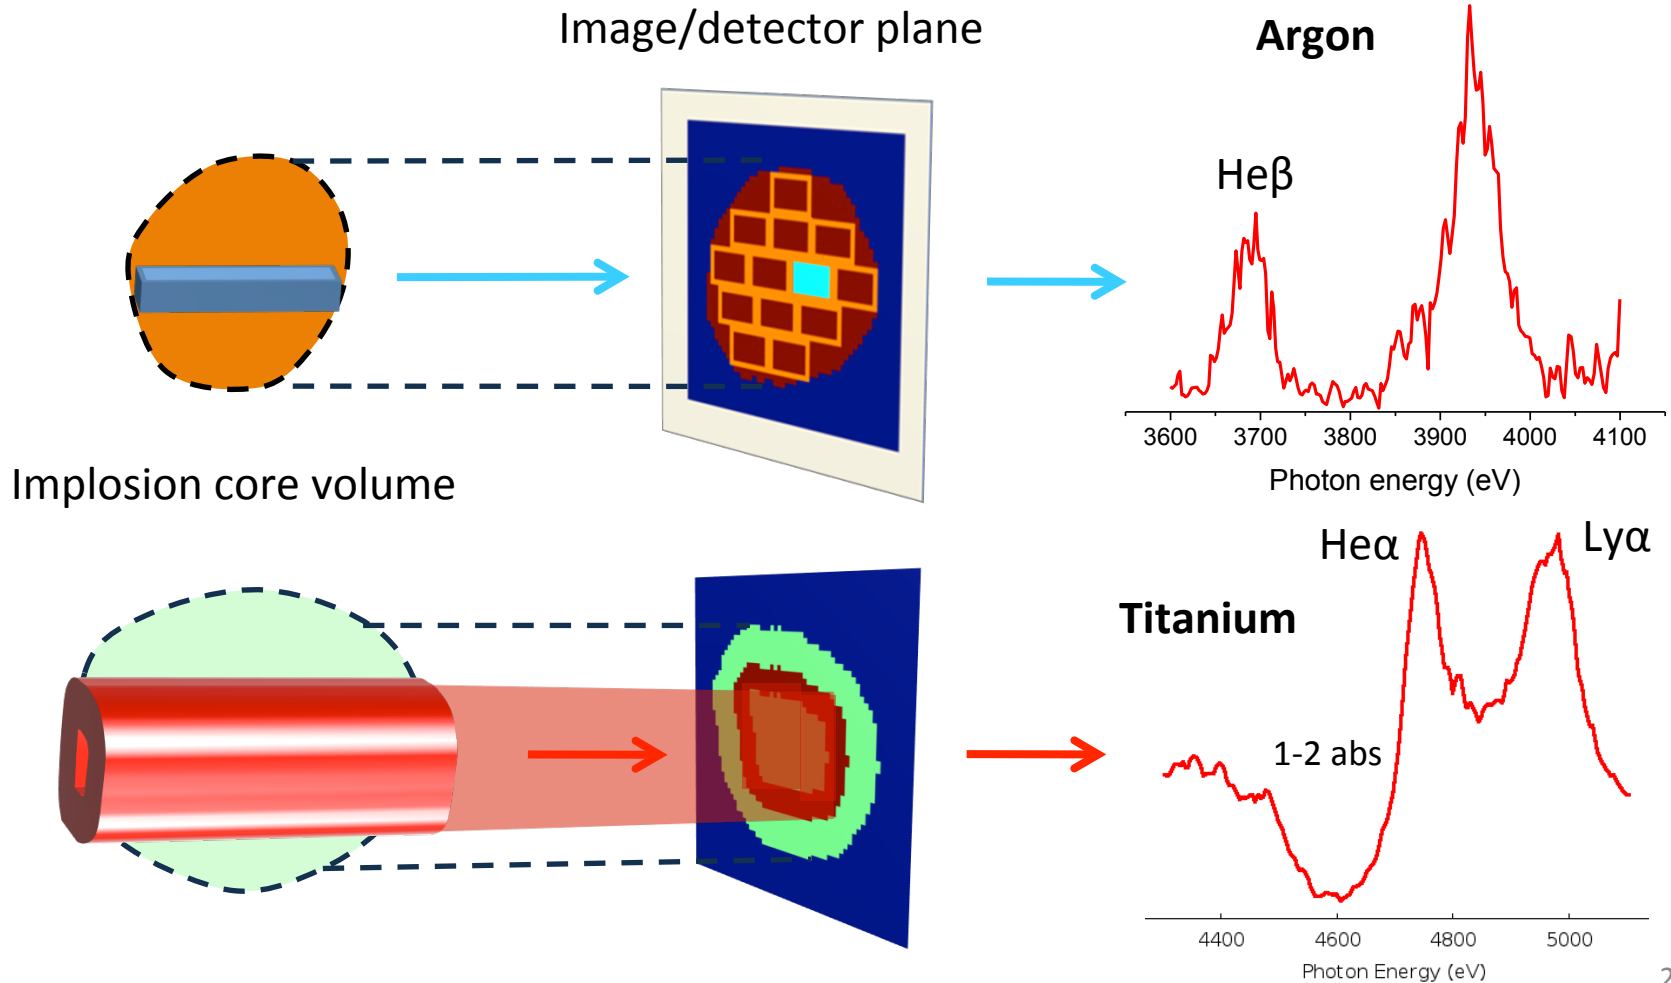 Image/detector plane
Argon
Heβ
3600 3700 3800 3900 4000 4100
Photon energy (eV)
Implosion core volume
Heα
Lyα
Titanium
1-2 abs
4400 4600 4800 5000
Photon Energy (eV)
2